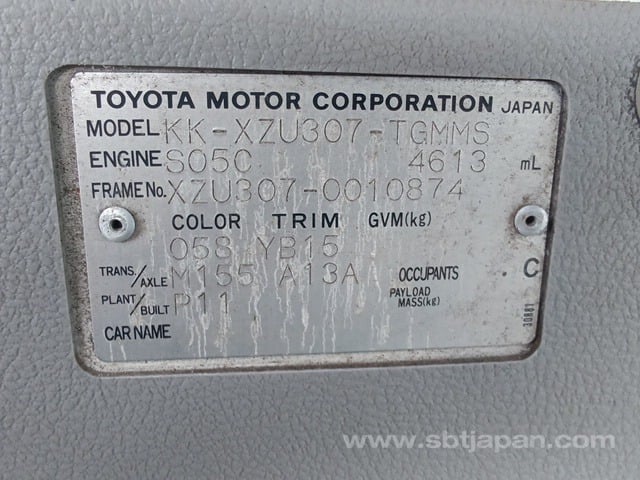 TOYOTA MOTOR CORPORATION JAPAN
MODEL KK-XZU307-TGMMS
ENGINE S05C 4613 mL
FRAME No. XZU307-0010874
COLOR TRIM GVM(kg)
058 YB15
TRANS./AXLE M155 A13A OCCUPANTS . C
PLANT/BUILT P11 PAYLOAD MASS(kg)
CAR NAME
30881
www.sbtjapan.com